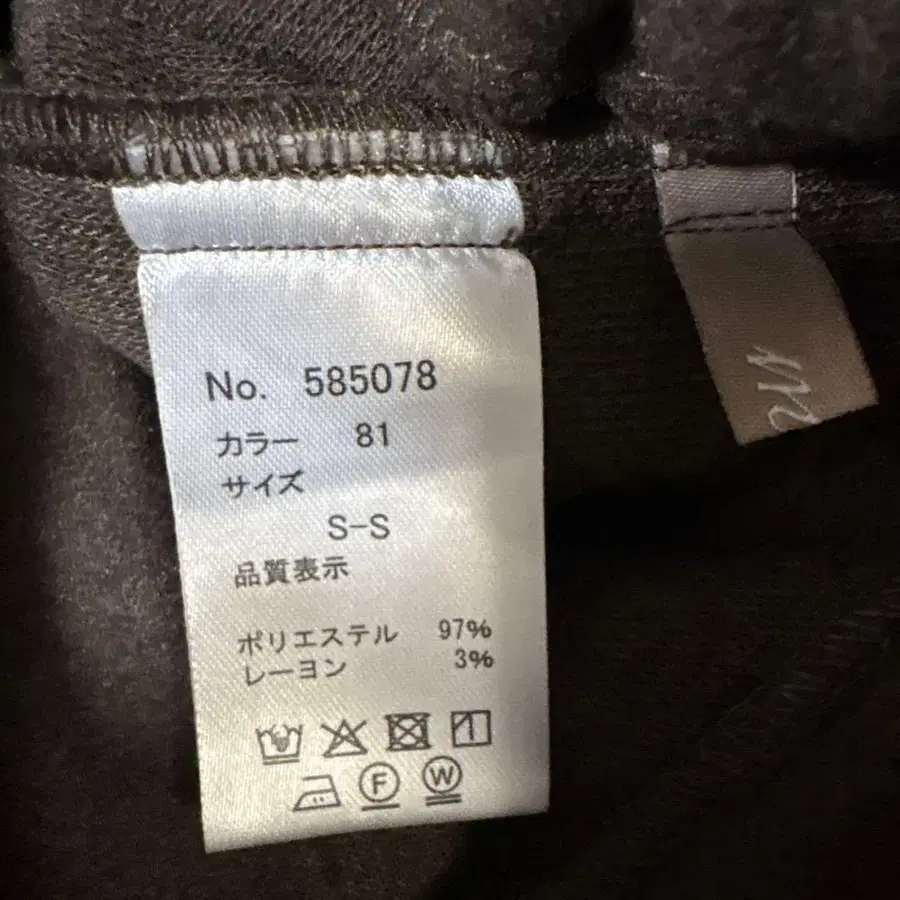 No. 585078
カラー 81
サイズ
S-S
品質表示
ポリエステル 97%
レーヨン 3%
F
W